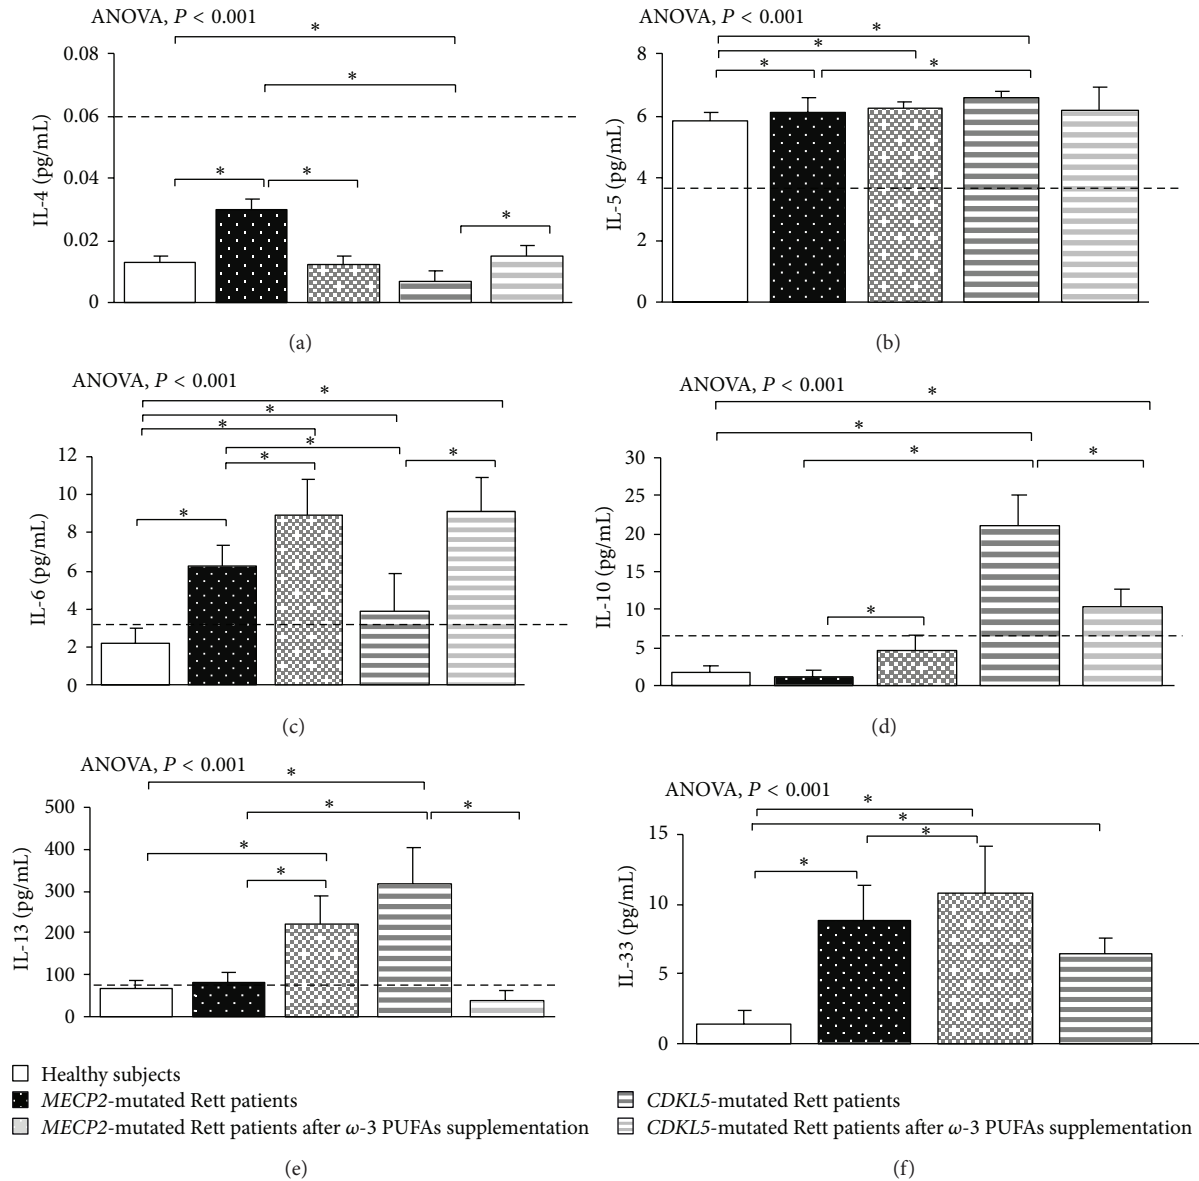 ANOVA, P < 0.001
*
*
0.08
0.06
0.04
0.02
0
IL-4 (pg/mL)
*
*
*
(a)
ANOVA, P < 0.001
*
*
*
*
8
6
4
2
0
IL-5 (pg/mL)
(b)
ANOVA, P < 0.001
*
*
*
*
*
*
*
12
10
8
6
4
2
0
IL-6 (pg/mL)
(c)
ANOVA, P < 0.001
*
*
*
*
*
30
25
20
15
10
5
0
IL-10 (pg/mL)
(d)
ANOVA, P < 0.001
*
*
*
*
*
500
400
300
200
100
0
IL-13 (pg/mL)
ANOVA, P < 0.001
*
*
*
*
15
10
5
0
IL-33 (pg/mL)
Healthy subjects
MECP2-mutated Rett patients
MECP2-mutated Rett patients after ω-3 PUFAs supplementation
CDKL5-mutated Rett patients
CDKL5-mutated Rett patients after ω-3 PUFAs supplementation
(e)
(f)